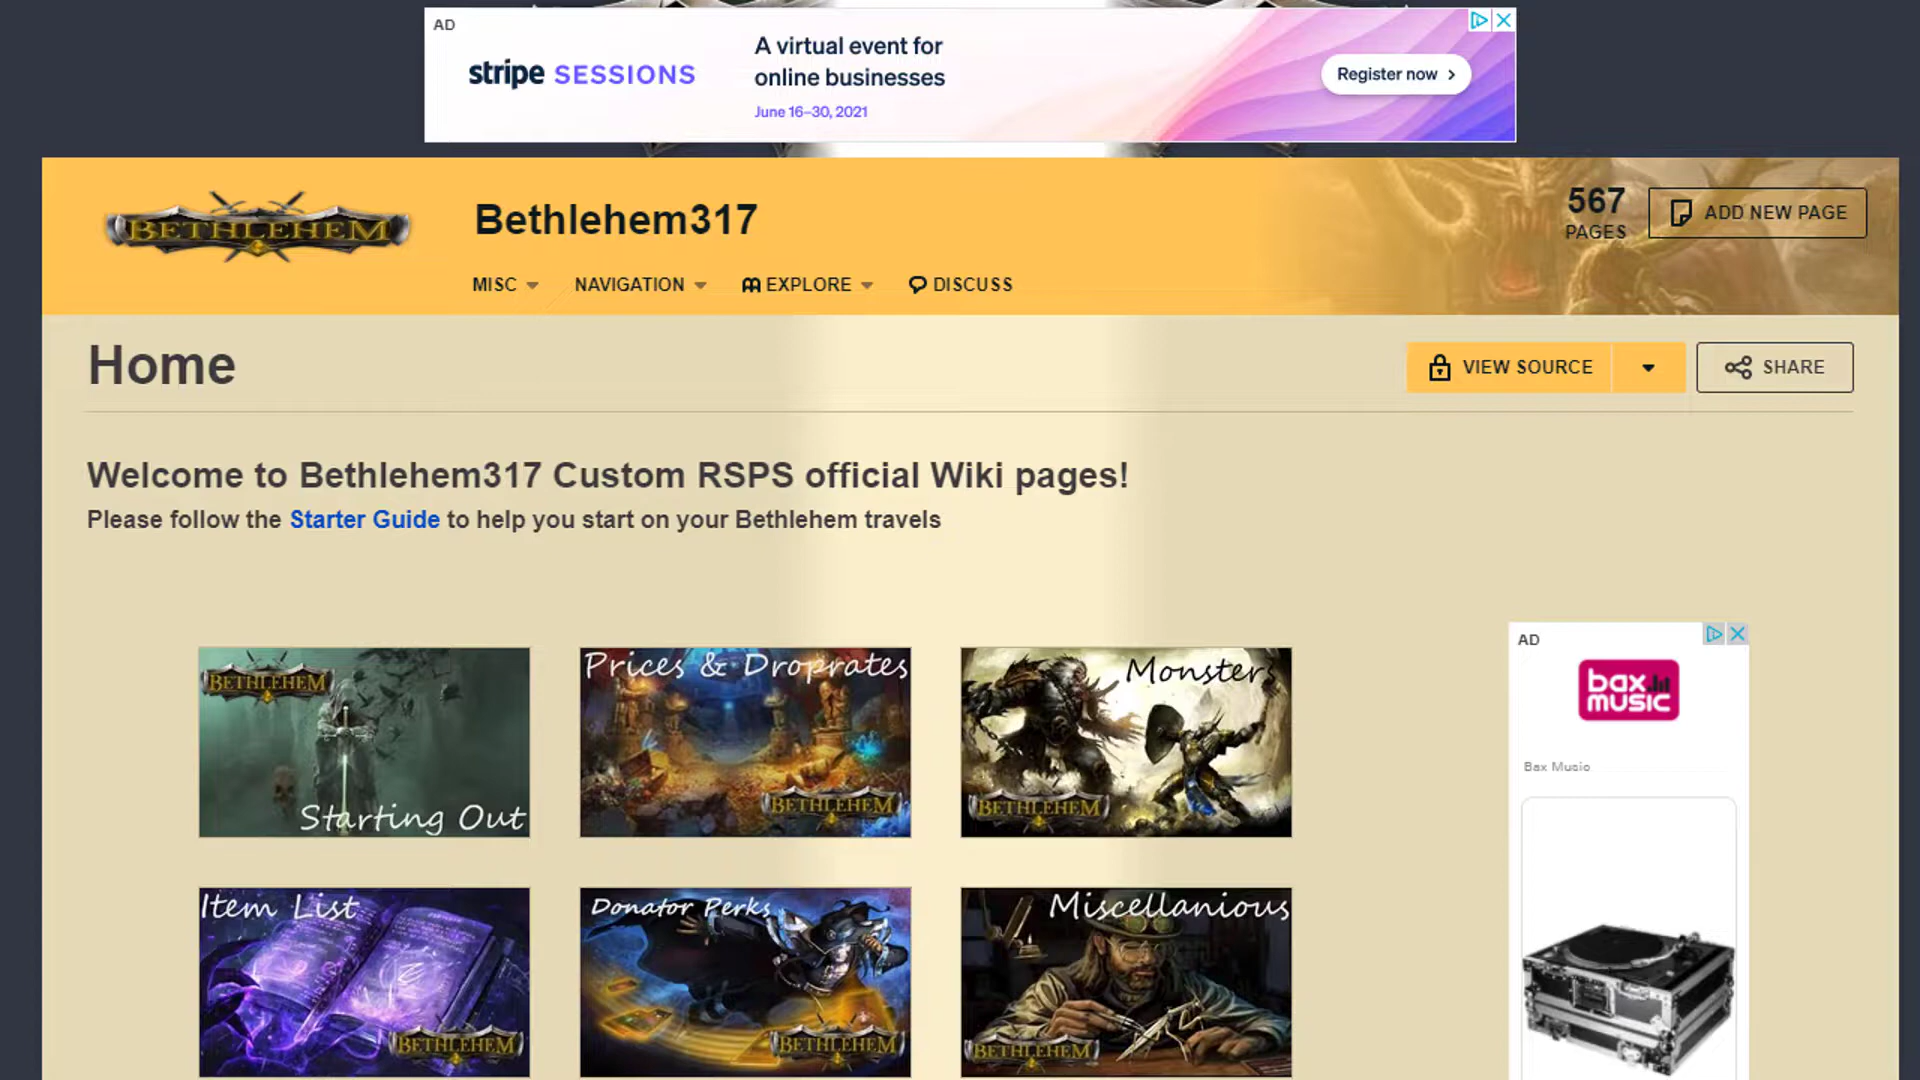 AD
stripe SESSIONS
A virtual event for
online businesses
June 16–30, 2021
Register now
BETHLEHEM
Bethlehem317
567
PAGES
ADD NEW PAGE
MISC
NAVIGATION
EXPLORE
DISCUSS
Home
VIEW SOURCE
SHARE
Welcome to Bethlehem317 Custom RSPS official Wiki pages!
Please follow the Starter Guide to help you start on your Bethlehem travels
BETHLEHEM
Starting Out
Prices & Droprates
BETHLEHEM
Monsters
BETHLEHEM
AD
bax
music
Bax Music
Item List
BETHLEHEM
Donator Perks
BETHLEHEM
Miscellanious
BETHLEHEM